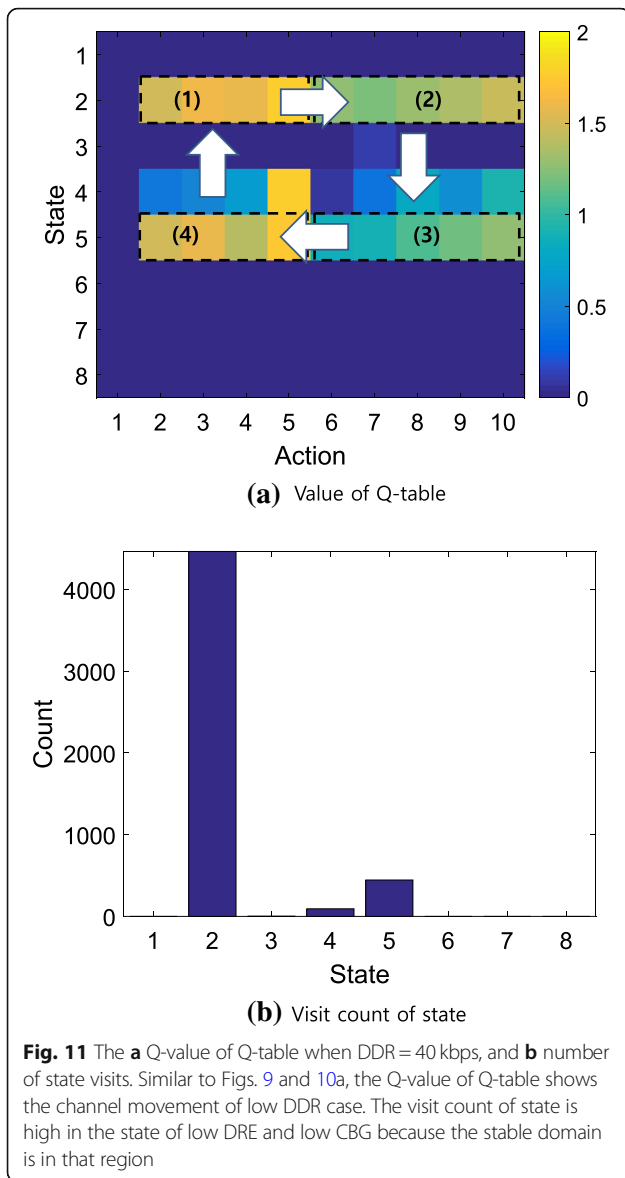 1
2
3
4
5
6
7
8
State
(1)
(2)
(4)
(3)
1 2 3 4 5 6 7 8 9 10
Action
2
1.5
1
0.5
0
(a) Value of Q-table
4000
3000
2000
1000
0
Count
1 2 3 4 5 6 7 8
State
(b) Visit count of state
Fig. 11 The a Q-value of Q-table when DDR = 40 kbps, and b number
of state visits. Similar to Figs. 9 and 10a, the Q-value of Q-table shows
the channel movement of low DDR case. The visit count of state is
high in the state of low DRE and low CBG because the stable domain
is in that region